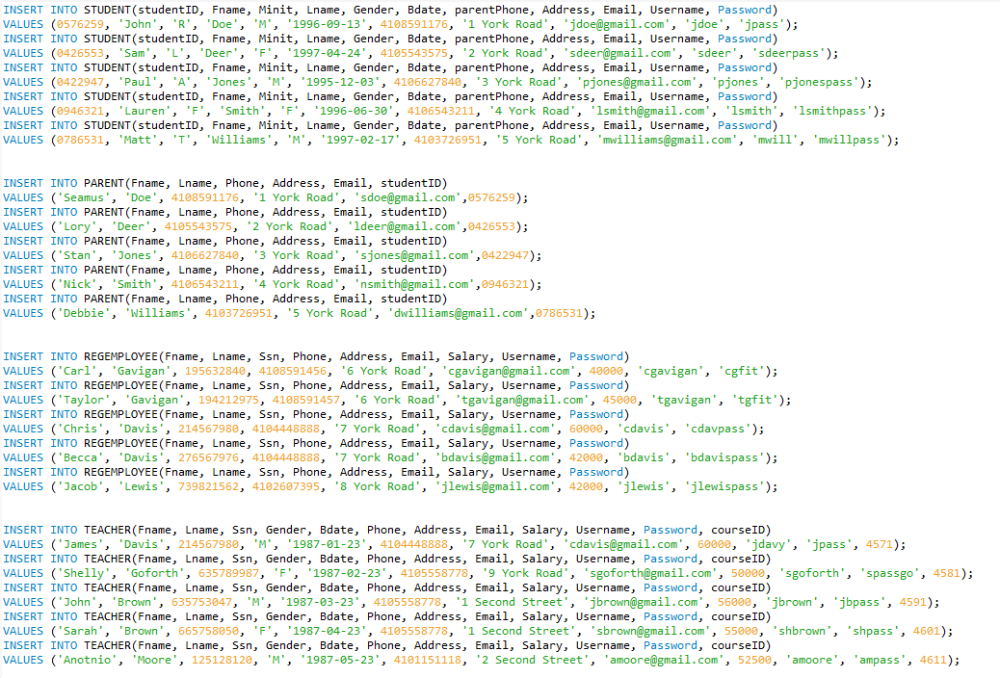 INSERT INTO STUDENT(studentID, Fname, Minit, Lname, Gender, Bdate, parentPhone, Address, Email, Username, Password)
VALUES (0576259, 'John', 'R', 'Doe', 'M', '1996-09-13', 4108591176, '1 York Road', 'jdoe@gmail.com', 'jdoe', 'jpass');
INSERT INTO STUDENT(studentID, Fname, Minit, Lname, Gender, Bdate, parentPhone, Address, Email, Username, Password)
VALUES (0426553, 'Sam', 'L', 'Deer', 'F', '1997-04-24', 4105543575, '2 York Road', 'sdeer@gmail.com', 'sdeer', 'sdeerpass');
INSERT INTO STUDENT(studentID, Fname, Minit, Lname, Gender, Bdate, parentPhone, Address, Email, Username, Password)
VALUES (0422947, 'Paul', 'A', 'Jones', 'M', '1995-12-03', 4106627840, '3 York Road', 'pjones@gmail.com', 'pjones', 'pjonespass');
INSERT INTO STUDENT(studentID, Fname, Minit, Lname, Gender, Bdate, parentPhone, Address, Email, Username, Password)
VALUES (0946321, 'Lauren', 'F', 'Smith', 'F', '1996-06-30', 4106543211, '4 York Road', 'lsmith@gmail.com', 'lsmith', 'lsmithpass');
INSERT INTO STUDENT(studentID, Fname, Minit, Lname, Gender, Bdate, parentPhone, Address, Email, Username, Password)
VALUES (0786531, 'Matt', 'T', 'Williams', 'M', '1997-02-17', 4103726951, '5 York Road', 'mwilliams@gmail.com', 'mwill', 'mwillpass');
INSERT INTO PARENT(Fname, Lname, Phone, Address, Email, studentID)
VALUES ('Seamus', 'Doe', 4108591176, '1 York Road', 'sdoe@gmail.com',0576259);
INSERT INTO PARENT(Fname, Lname, Phone, Address, Email, studentID)
VALUES ('Lory', 'Deer', 4105543575, '2 York Road', 'ldeer@gmail.com',0426553);
INSERT INTO PARENT(Fname, Lname, Phone, Address, Email, studentID)
VALUES ('Stan', 'Jones', 4106627840, '3 York Road', 'sjones@gmail.com',0422947);
INSERT INTO PARENT(Fname, Lname, Phone, Address, Email, studentID)
VALUES ('Nick', 'Smith', 4106543211, '4 York Road', 'nsmith@gmail.com',0946321);
INSERT INTO PARENT(Fname, Lname, Phone, Address, Email, studentID)
VALUES ('Debbie', 'Williams', 4103726951, '5 York Road', 'dwilliams@gmail.com',0786531);
INSERT INTO REGEMPLOYEE(Fname, Lname, Ssn, Phone, Address, Email, Salary, Username, Password)
VALUES ('Carl', 'Gavigan', 195632840, 4108591456, '6 York Road', 'cgavigan@gmail.com', 40000, 'cgavigan', 'cgfit');
INSERT INTO REGEMPLOYEE(Fname, Lname, Ssn, Phone, Address, Email, Salary, Username, Password)
VALUES ('Taylor', 'Gavigan', 194212975, 4108591457, '6 York Road', 'tgavigan@gmail.com', 45000, 'tgavigan', 'tgfit');
INSERT INTO REGEMPLOYEE(Fname, Lname, Ssn, Phone, Address, Email, Salary, Username, Password)
VALUES ('Chris', 'Davis', 214567980, 4104448888, '7 York Road', 'cdavis@gmail.com', 60000, 'cdavis', 'cdavpass');
INSERT INTO REGEMPLOYEE(Fname, Lname, Ssn, Phone, Address, Email, Salary, Username, Password)
VALUES ('Becca', 'Davis', 276567976, 4104448888, '7 York Road', 'bdavis@gmail.com', 42000, 'bdavis', 'bdavispass');
INSERT INTO REGEMPLOYEE(Fname, Lname, Ssn, Phone, Address, Email, Salary, Username, Password)
VALUES ('Jacob', 'Lewis', 739821562, 4102607395, '8 York Road', 'jlewis@gmail.com', 42000, 'jlewis', 'jlewispass');
INSERT INTO TEACHER(Fname, Lname, Ssn, Gender, Bdate, Phone, Address, Email, Salary, Username, Password, courseID)
VALUES ('James', 'Davis', 214567980, 'M', '1987-01-23', 4104448888, '7 York Road', 'cdavis@gmail.com', 60000, 'jdavy', 'jpass', 4571);
INSERT INTO TEACHER(Fname, Lname, Ssn, Gender, Bdate, Phone, Address, Email, Salary, Username, Password, courseID)
VALUES ('Shelly', 'Goforth', 635789987, 'F', '1987-02-23', 4105558778, '9 York Road', 'sgoforth@gmail.com', 50000, 'sgoforth', 'spassgo', 4581);
INSERT INTO TEACHER(Fname, Lname, Ssn, Gender, Bdate, Phone, Address, Email, Salary, Username, Password, courseID)
VALUES ('John', 'Brown', 635753047, 'M', '1987-03-23', 4105558778, '1 Second Street', 'jbrown@gmail.com', 56000, 'jbrown', 'jbpass', 4591);
INSERT INTO TEACHER(Fname, Lname, Ssn, Gender, Bdate, Phone, Address, Email, Salary, Username, Password, courseID)
VALUES ('Sarah', 'Brown', 665758050, 'F', '1987-04-23', 4105558778, '1 Second Street', 'sbrown@gmail.com', 55000, 'shbrown', 'shpass', 4601);
INSERT INTO TEACHER(Fname, Lname, Ssn, Gender, Bdate, Phone, Address, Email, Salary, Username, Password, courseID)
VALUES ('Anotnio', 'Moore', 125128120, 'M', '1987-05-23', 4101151118, '2 Second Street', 'amoore@gmail.com', 52500, 'amoore', 'ampass', 4611);